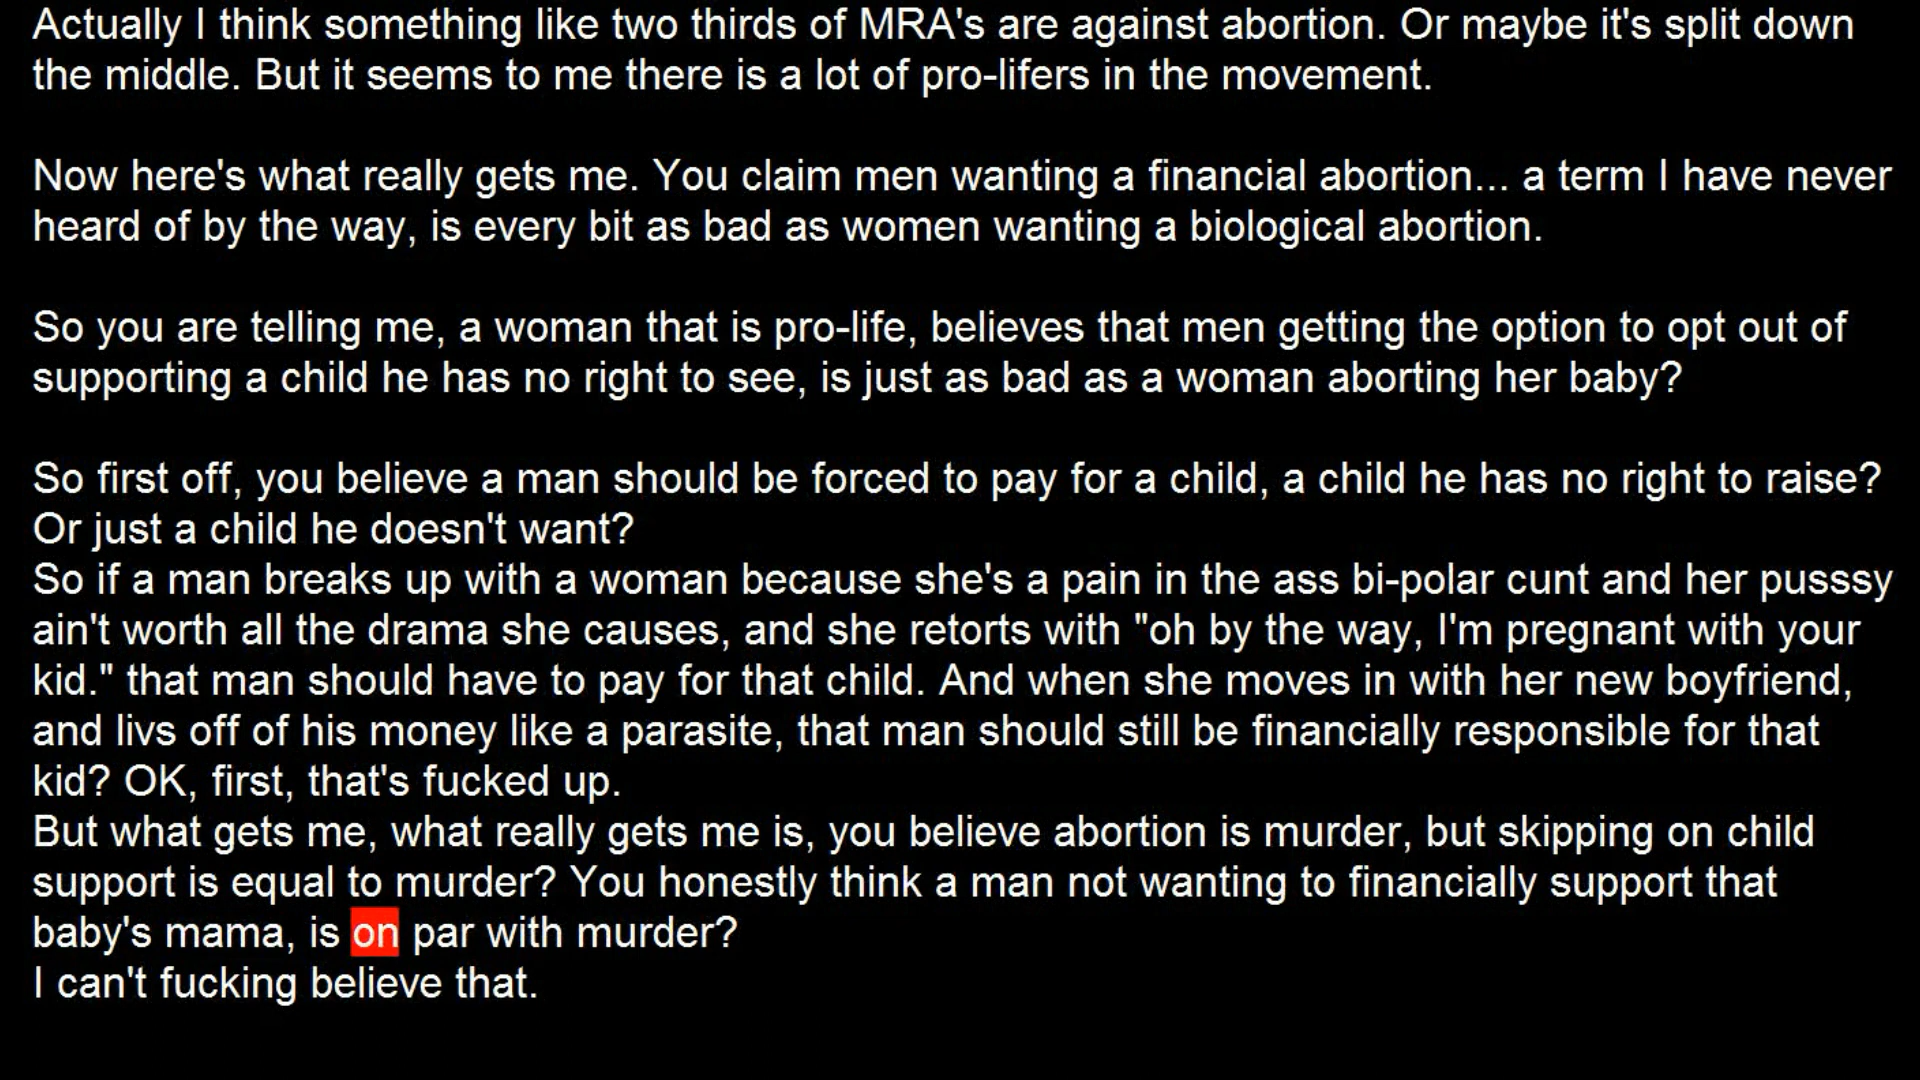 Actually I think something like two thirds of MRA's are against abortion. Or maybe it's split down
the middle. But it seems to me there is a lot of pro-lifers in the movement.
Now here's what really gets me. You claim men wanting a financial abortion... a term I have never
heard of by the way, is every bit as bad as women wanting a biological abortion.
So you are telling me, a woman that is pro-life, believes that men getting the option to opt out of
supporting a child he has no right to see, is just as bad as a woman aborting her baby?
So first off, you believe a man should be forced to pay for a child, a child he has no right to raise?
Or just a child he doesn't want?
So if a man breaks up with a woman because she's a pain in the ass bi-polar cunt and her pusssy
ain't worth all the drama she causes, and she retorts with "oh by the way, I'm pregnant with your
kid." that man should have to pay for that child. And when she moves in with her new boyfriend,
and livs off of his money like a parasite, that man should still be financially responsible for that
kid? OK, first, that's fucked up.
But what gets me, what really gets me is, you believe abortion is murder, but skipping on child
support is equal to murder? You honestly think a man not wanting to financially support that
baby's mama, is on par with murder?
I can't fucking believe that.